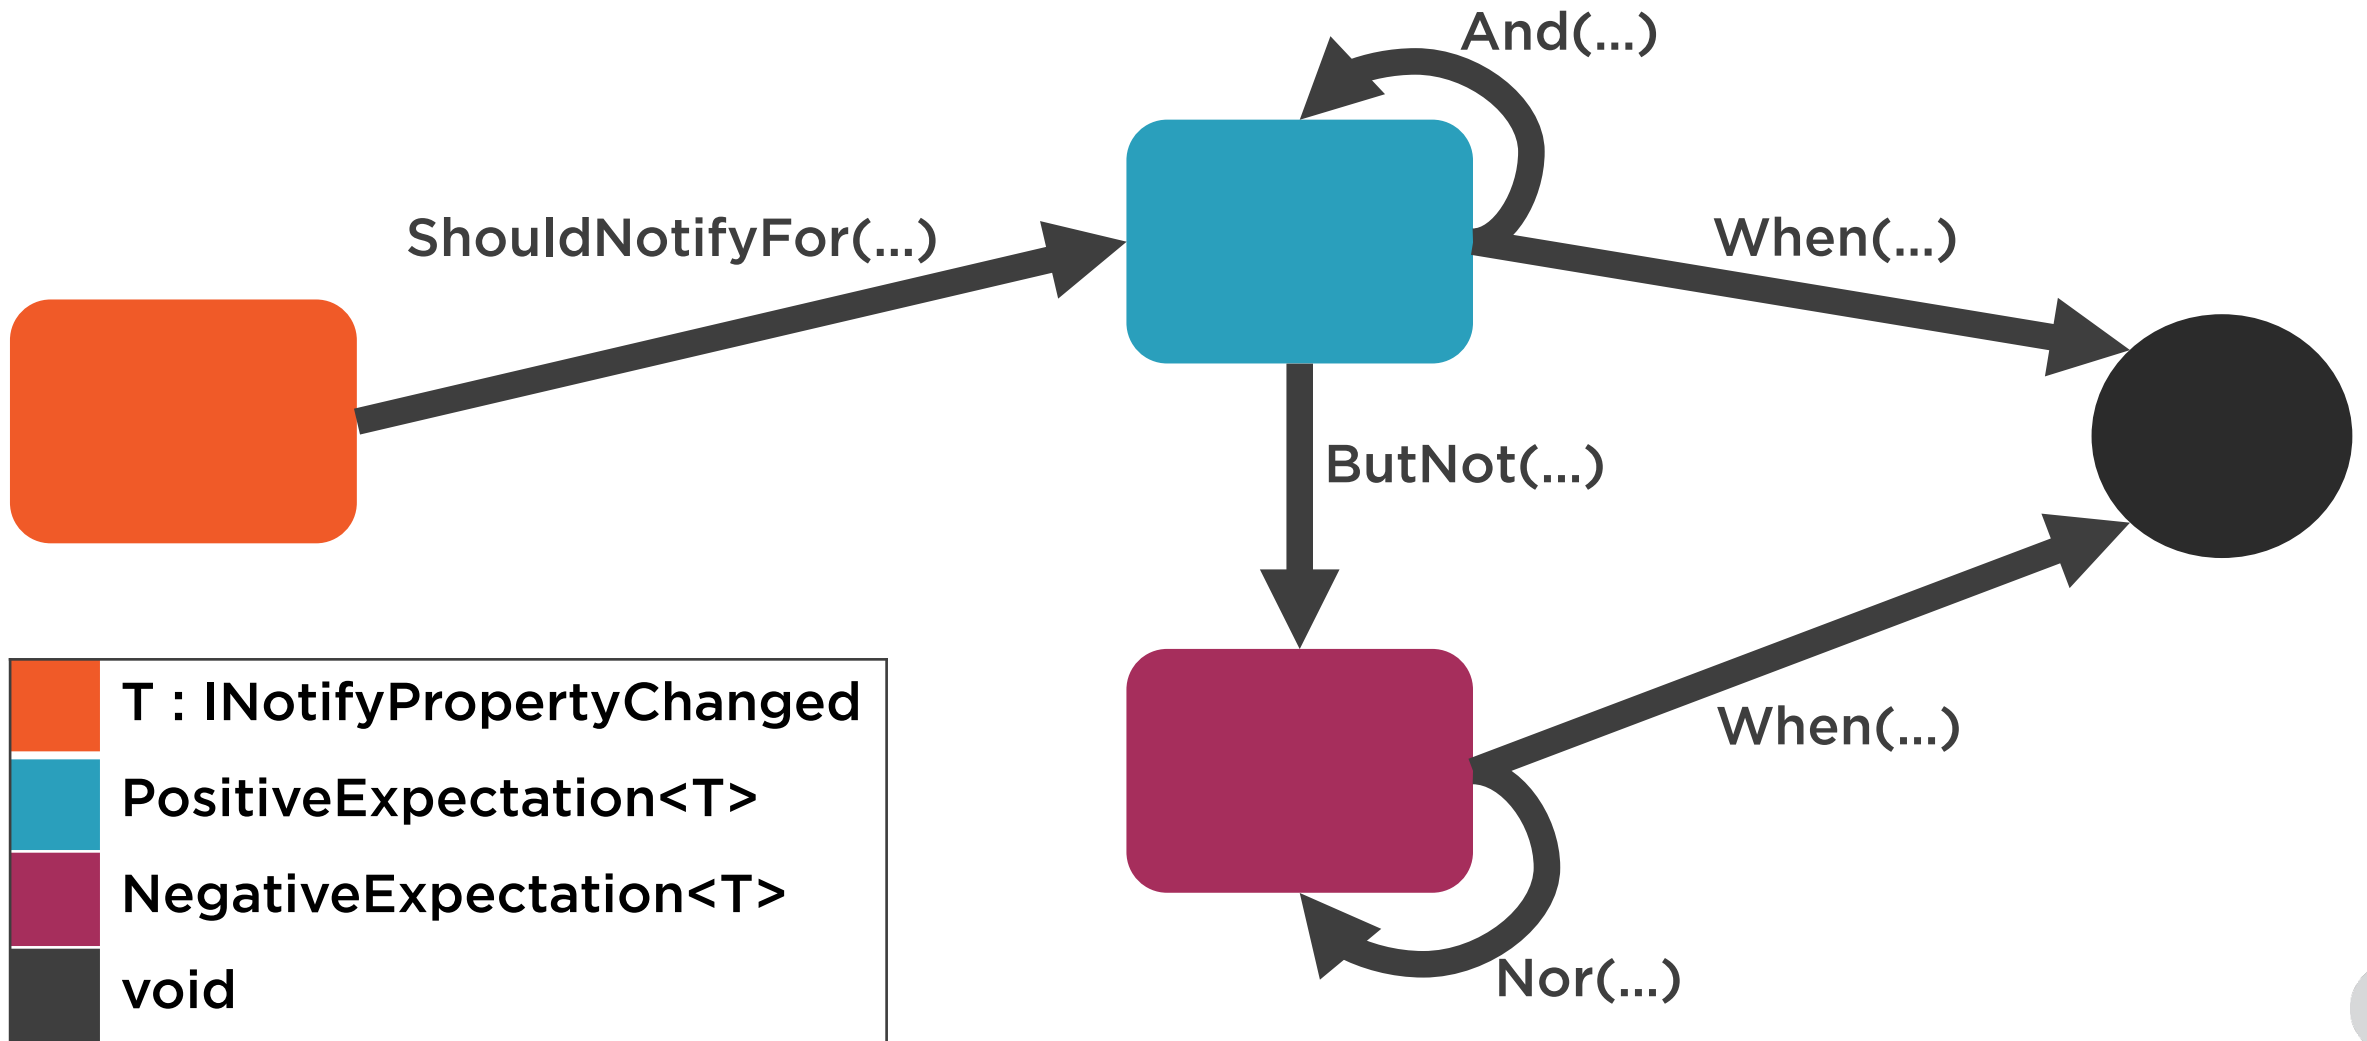 And(...)
ShouldNotifyFor(...)
When(...)
ButNot(...)
T : INotifyPropertyChanged
PositiveExpectation<T>
When(...)
NegativeExpectation<T>
void
Nor(...)